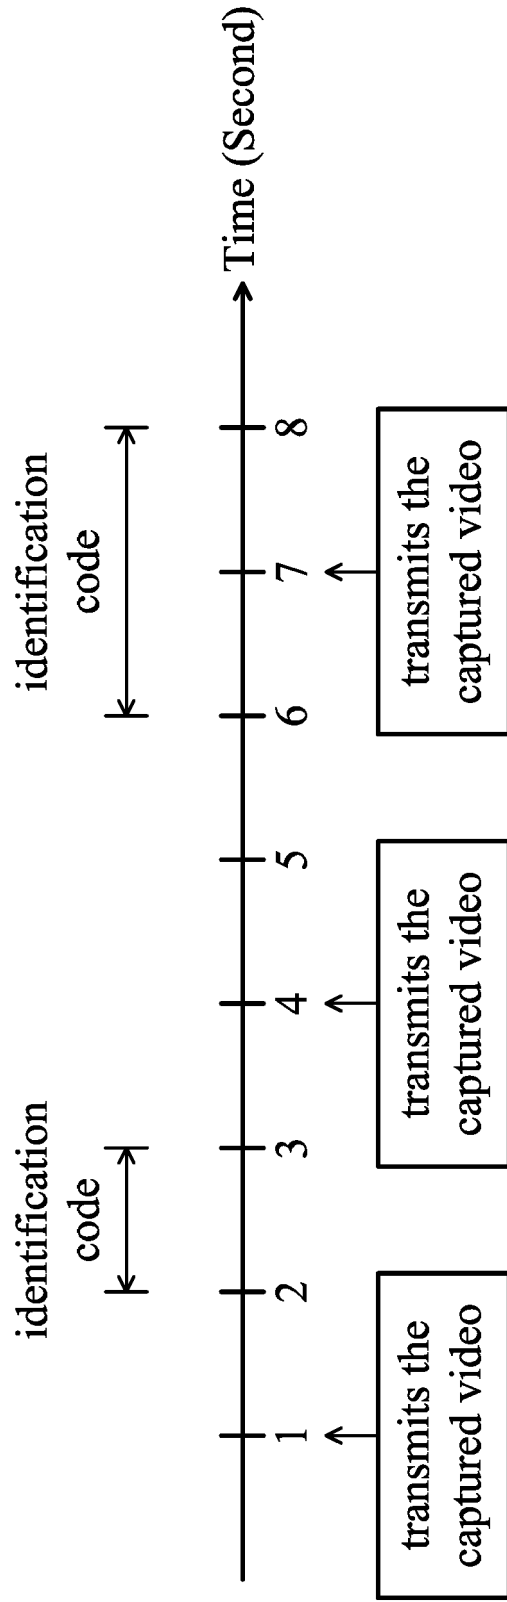 identification
code
identification
code
1
2
3
4
5
6
7
8
Time (Second)
transmits the
captured video
transmits the
captured video
transmits the
captured video